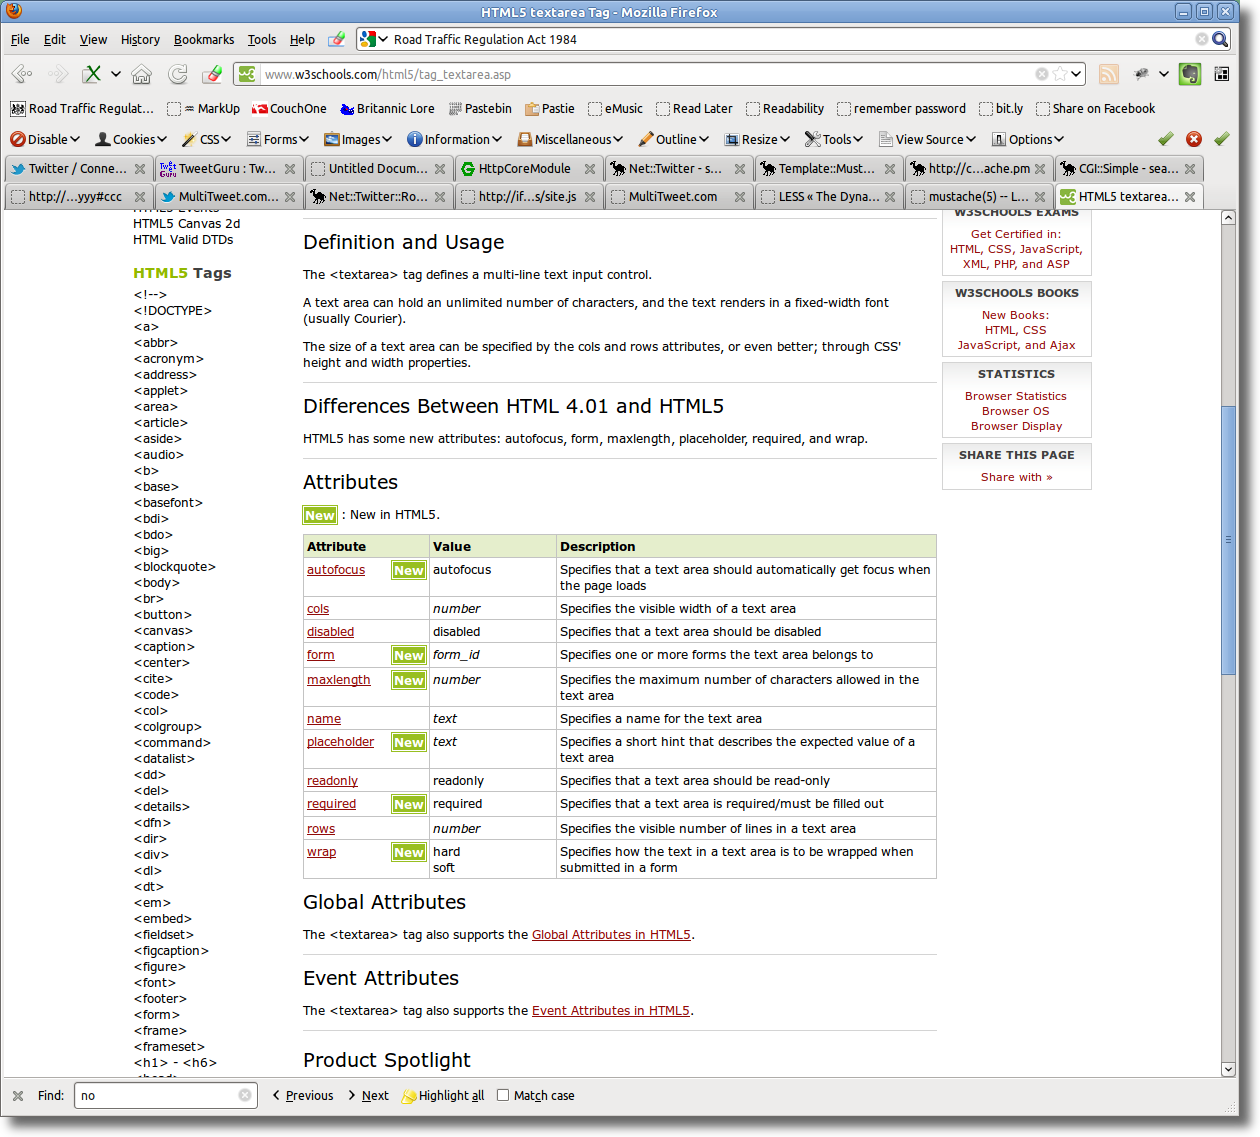 HTML5 textarea Tag - Mozilla Firefox
File Edit View History Bookmarks Tools Help Road Traffic Regulation Act 1984
www.w3schools.com/html5/tag_textarea.asp
Road Traffic Regulat... MarkUp CouchOne Britannic Lore Pastebin Pastie eMusic Read Later Readability remember password bit.ly Share on Facebook
Disable Cookies CSS Forms Images Information Miscellaneous Outline Resize Tools View Source Options
Twitter / Conne... TweetGuru : Tw... Untitled Docum... HttpCoreModule Net::Twitter - s... Template::Must... http://c...ache.pm CGI::Simple - sea...
http://...yyy#ccc MultiTweet.com... Net::Twitter::Ro... http://if...s/site.js MultiTweet.com LESS « The Dyna... mustache(5) -- L... HTML5 textarea...
HTML5 Events
HTML5 Canvas 2d
HTML Valid DTDs
HTML5 Tags
<!-->
<!DOCTYPE>
<a>
<abbr>
<acronym>
<address>
<applet>
<area>
<article>
<aside>
<audio>
<b>
<base>
<basefont>
<bdi>
<bdo>
<big>
<blockquote>
<body>
<br>
<button>
<canvas>
<caption>
<center>
<cite>
<code>
<col>
<colgroup>
<command>
<datalist>
<dd>
<del>
<details>
<dfn>
<dir>
<div>
<dl>
<dt>
<em>
<embed>
<fieldset>
<figcaption>
<figure>
<font>
<footer>
<form>
<frame>
<frameset>
<h1> - <h6>
<head>
Definition and Usage
The <textarea> tag defines a multi-line text input control.
A text area can hold an unlimited number of characters, and the text renders in a fixed-width font
(usually Courier).
The size of a text area can be specified by the cols and rows attributes, or even better; through CSS'
height and width properties.
Differences Between HTML 4.01 and HTML5
HTML5 has some new attributes: autofocus, form, maxlength, placeholder, required, and wrap.
Attributes
New : New in HTML5.
Attribute Value Description
autofocus New autofocus Specifies that a text area should automatically get focus when
the page loads
cols number Specifies the visible width of a text area
disabled disabled Specifies that a text area should be disabled
form New form_id Specifies one or more forms the text area belongs to
maxlength New number Specifies the maximum number of characters allowed in the
text area
name text Specifies a name for the text area
placeholder New text Specifies a short hint that describes the expected value of a
text area
readonly readonly Specifies that a text area should be read-only
required New required Specifies that a text area is required/must be filled out
rows number Specifies the visible number of lines in a text area
wrap New hard Specifies how the text in a text area is to be wrapped when
soft submitted in a form
Global Attributes
The <textarea> tag also supports the Global Attributes in HTML5.
Event Attributes
The <textarea> tag also supports the Event Attributes in HTML5.
Product Spotlight
W3SCHOOLS EXAMS
Get Certified in:
HTML, CSS, JavaScript,
XML, PHP, and ASP
W3SCHOOLS BOOKS
New Books:
HTML, CSS
JavaScript, and Ajax
STATISTICS
Browser Statistics
Browser OS
Browser Display
SHARE THIS PAGE
Share with »
Find: no Previous Next Highlight all Match case